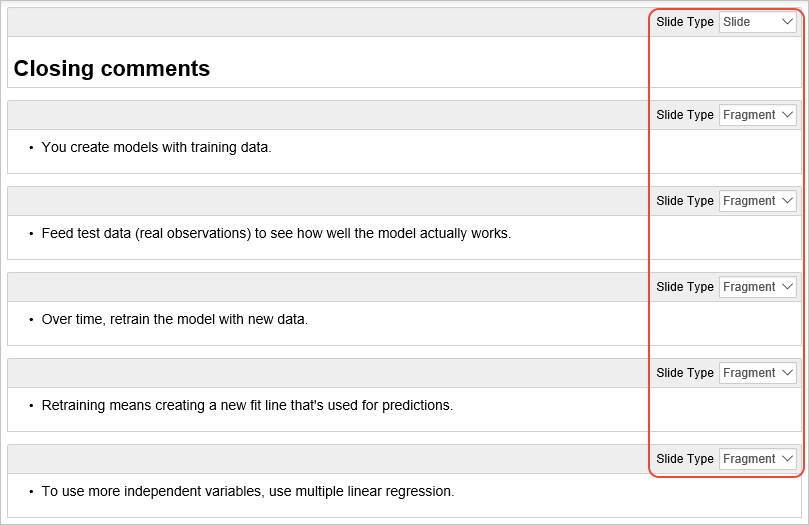 Slide Type Slide
Closing comments
Slide Type Fragment
• You create models with training data.
Slide Type Fragment
• Feed test data (real observations) to see how well the model actually works.
Slide Type Fragment
• Over time, retrain the model with new data.
Slide Type Fragment
• Retraining means creating a new fit line that's used for predictions.
Slide Type Fragment
• To use more independent variables, use multiple linear regression.